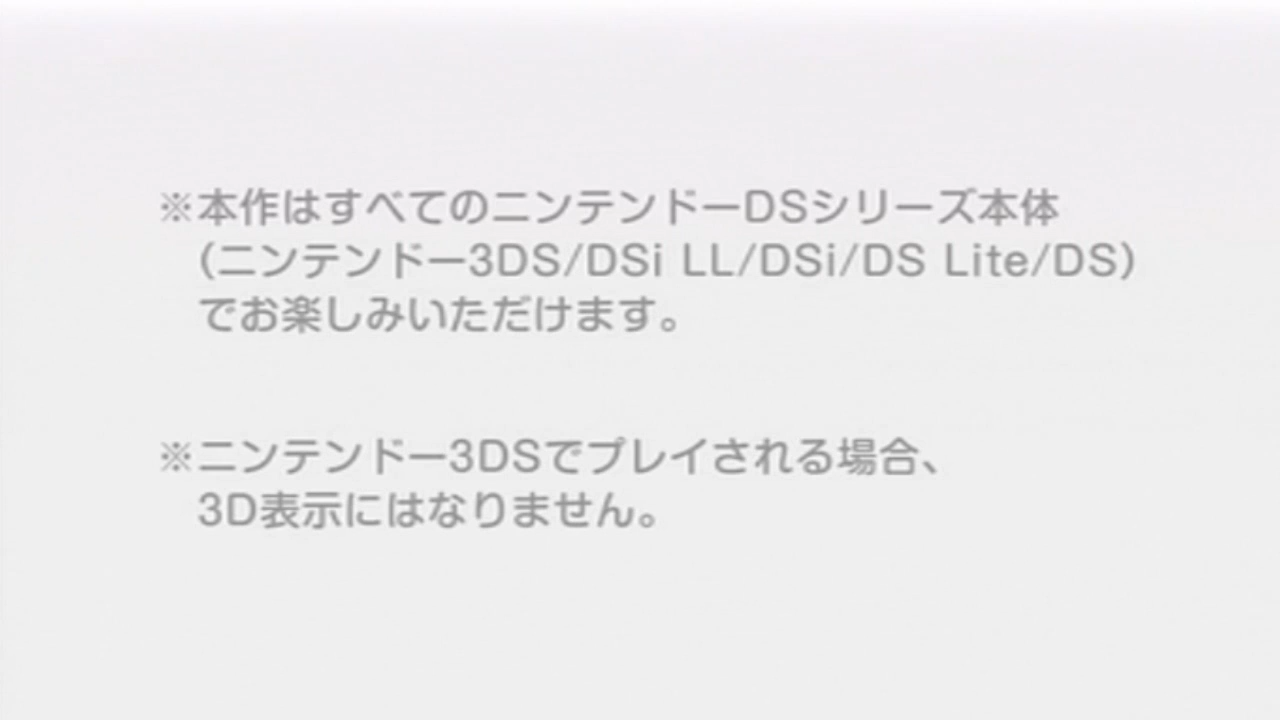 ※本作はすべてのニンテンドーDSシリーズ本体
（ニンテンドー3DS/DSi LL/DSi/DS Lite/DS）
でお楽しみいただけます。
※ニンテンドー3DSでプレイされる場合、
3D表示にはなりません。